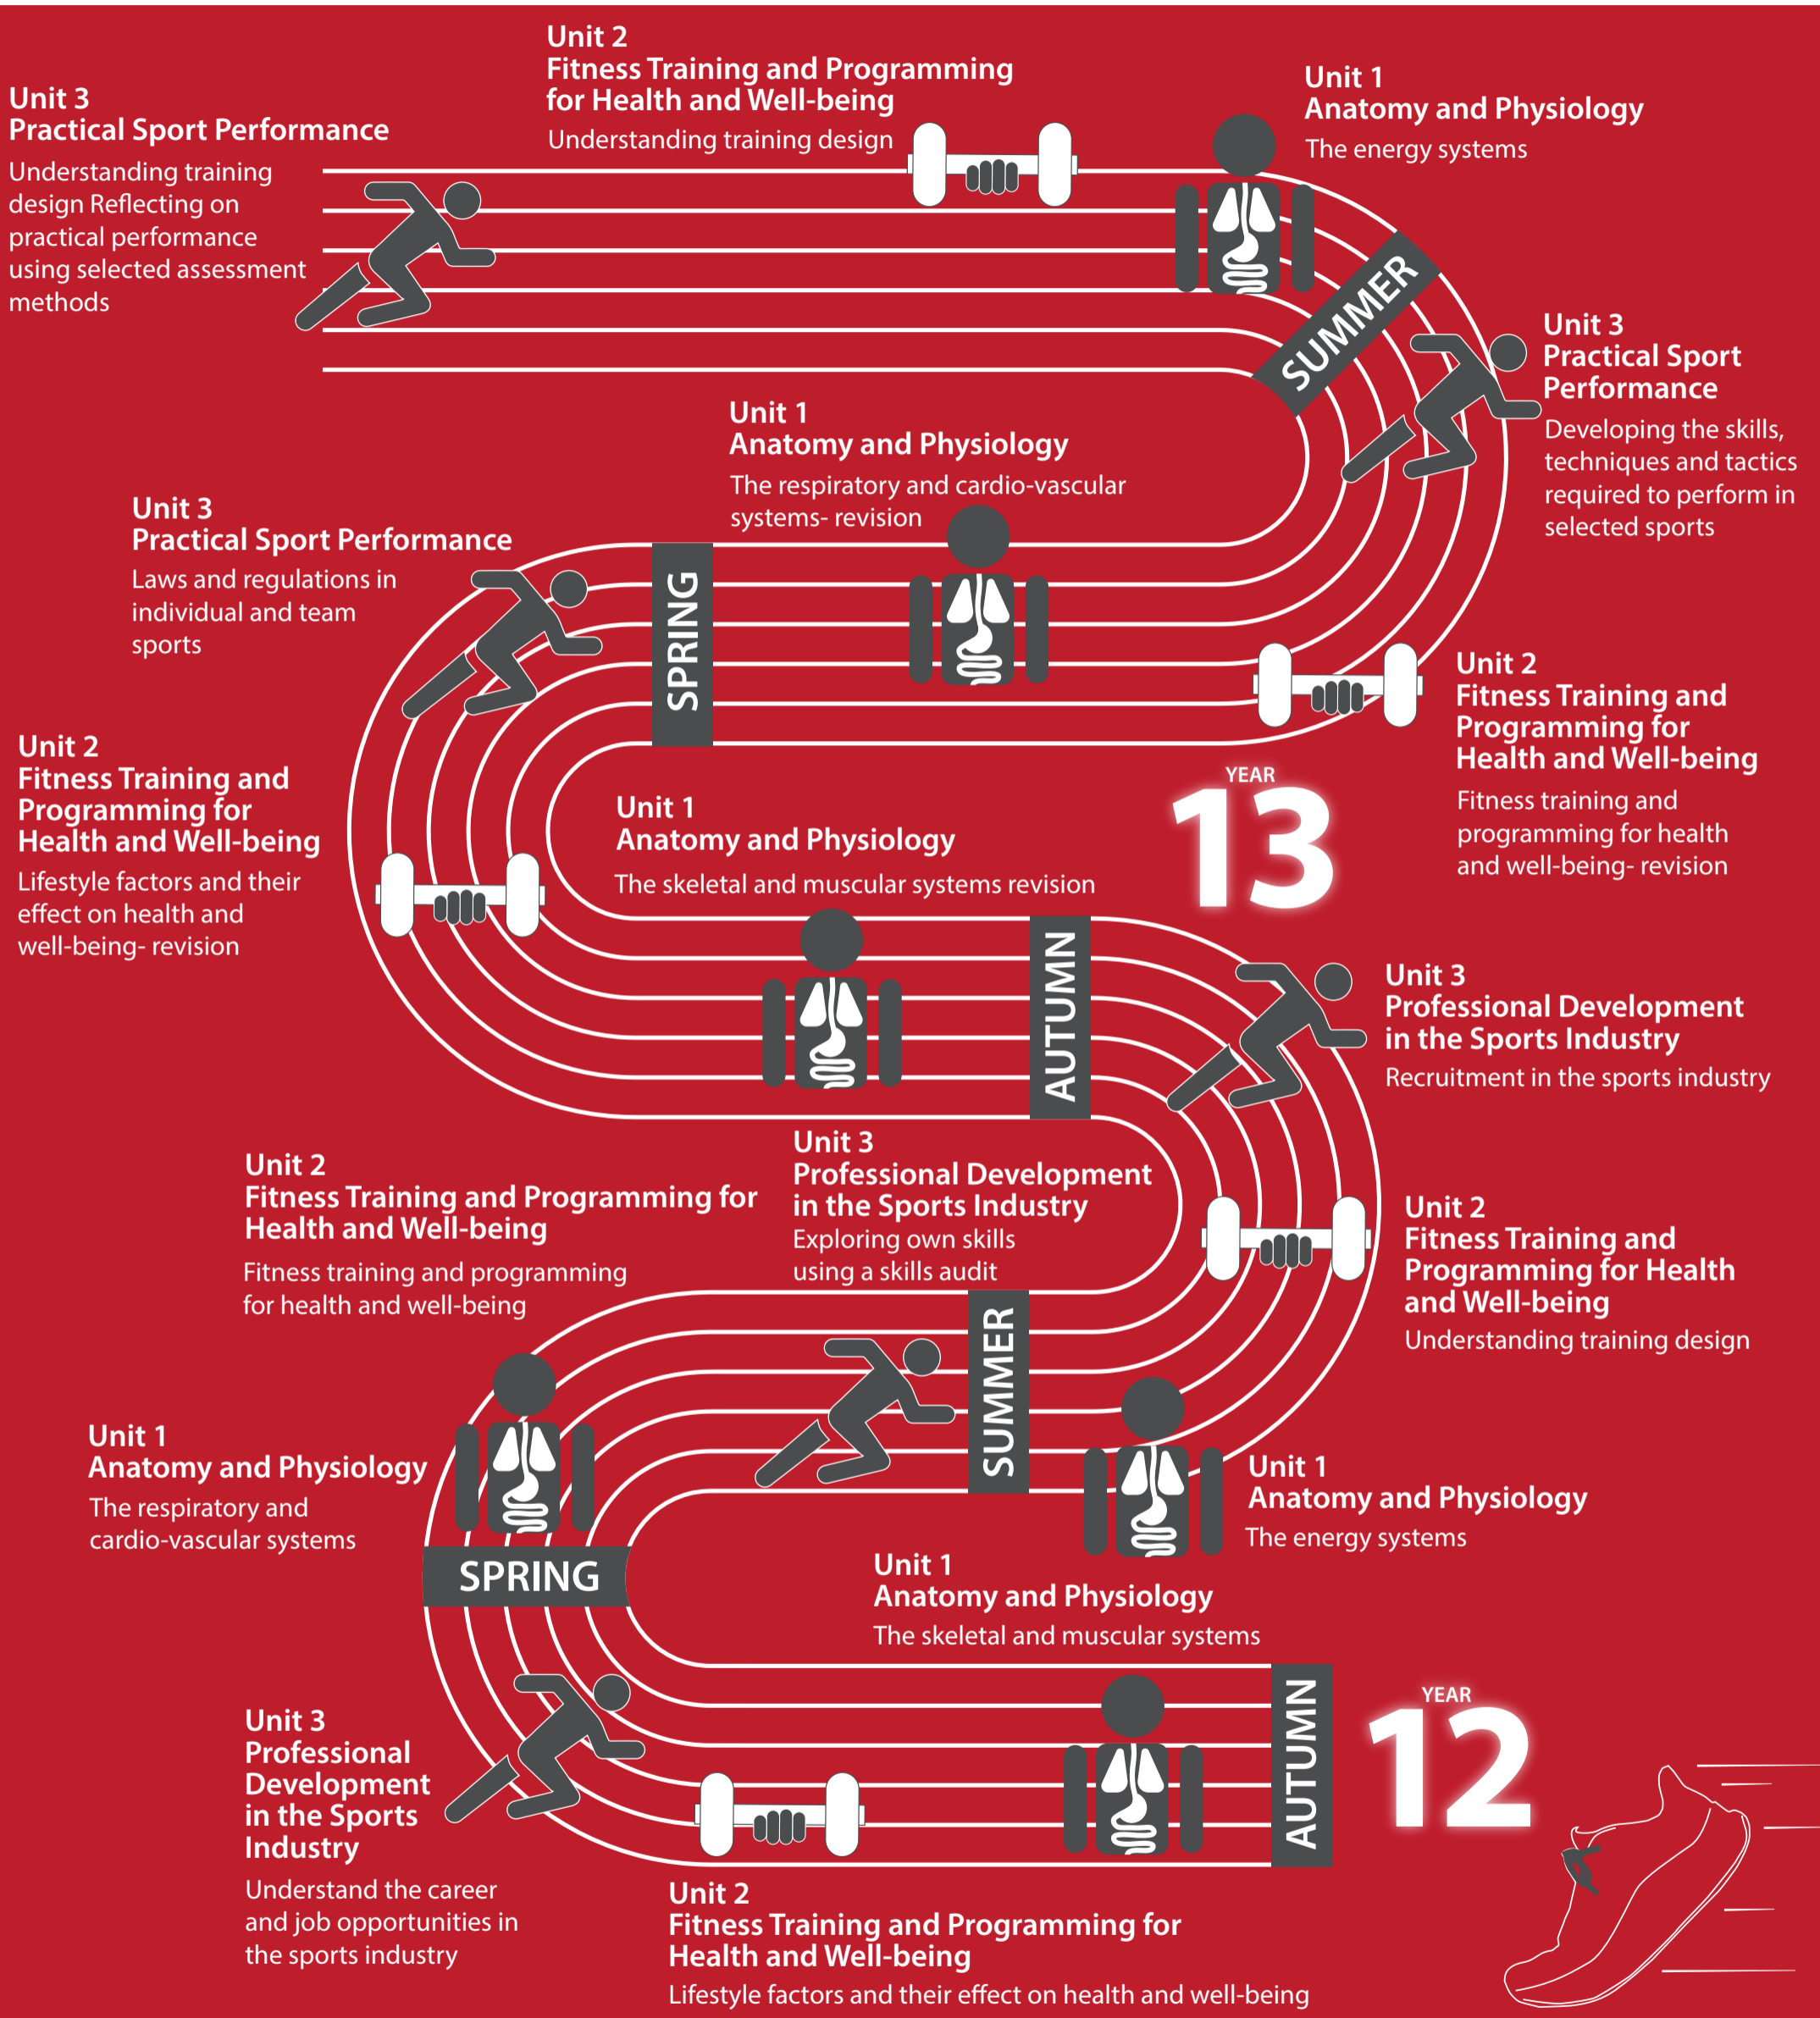 Unit 2
Fitness Training and Programming
for Health and Well-being
Understanding training design
Unit 1
Anatomy and Physiology
The energy systems
Unit 3
Practical Sport Performance
Understanding training
design Reflecting on
practical performance
using selected assessment
methods
SUMMER
Unit 3
Practical Sport
Performance
Developing the skills,
techniques and tactics
required to perform in
selected sports
Unit 1
Anatomy and Physiology
The respiratory and cardio-vascular
systems- revision
Unit 3
Practical Sport Performance
Laws and regulations in
individual and team
sports
SPRING
Unit 2
Fitness Training and
Programming for
Health and Well-being
Fitness training and
programming for health
and well-being- revision
Unit 2
Fitness Training and
Programming for
Health and Well-being
Lifestyle factors and their
effect on health and
well-being- revision
YEAR
13
Unit 1
Anatomy and Physiology
The skeletal and muscular systems revision
AUTUMN
Unit 3
Professional Development
in the Sports Industry
Recruitment in the sports industry
Unit 2
Fitness Training and Programming for
Health and Well-being
Fitness training and programming
for health and well-being
Unit 3
Professional Development
in the Sports Industry
Exploring own skills
using a skills audit
Unit 2
Fitness Training and
Programming for Health
and Well-being
Understanding training design
SUMMER
Unit 1
Anatomy and Physiology
The respiratory and
cardio-vascular systems
Unit 1
Anatomy and Physiology
The energy systems
SPRING
Unit 1
Anatomy and Physiology
The skeletal and muscular systems
AUTUMN
YEAR
12
Unit 3
Professional
Development
in the Sports
Industry
Understand the career
and job opportunities in
the sports industry
Unit 2
Fitness Training and Programming for
Health and Well-being
Lifestyle factors and their effect on health and well-being